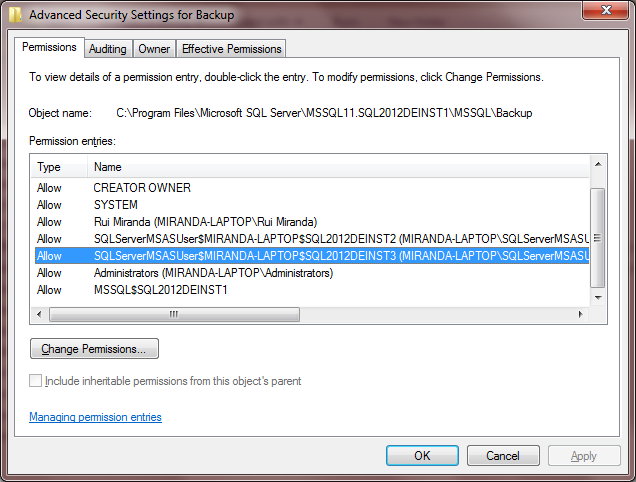 Advanced Security Settings for Backup
Permissions Auditing Owner Effective Permissions
To view details of a permission entry, double-click the entry. To modify permissions, click Change Permissions.
Object name: C:\Program Files\Microsoft SQL Server\MSSQL11.SQL2012DEINST1\MSSQL\Backup
Permission entries:
Type Name
Allow CREATOR OWNER
Allow SYSTEM
Allow Rui Miranda (MIRANDA-LAPTOP\Rui Miranda)
Allow SQLServerMSASUser$MIRANDA-LAPTOP$SQL2012DEINST2 (MIRANDA-LAPTOP\SQLServerMSASU
Allow SQLServerMSASUser$MIRANDA-LAPTOP$SQL2012DEINST3 (MIRANDA-LAPTOP\SQLServerMSASU
Allow Administrators (MIRANDA-LAPTOP\Administrators)
Allow MSSQL$SQL2012DEINST1
Change Permissions...
Include inheritable permissions from this object's parent
Managing permission entries
OK Cancel Apply